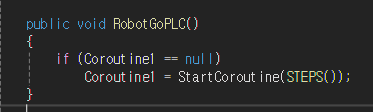 public void RobotGoPLC()
{
if (Coroutine1 == null)
Coroutine1 = StartCoroutine(STEPS());
}